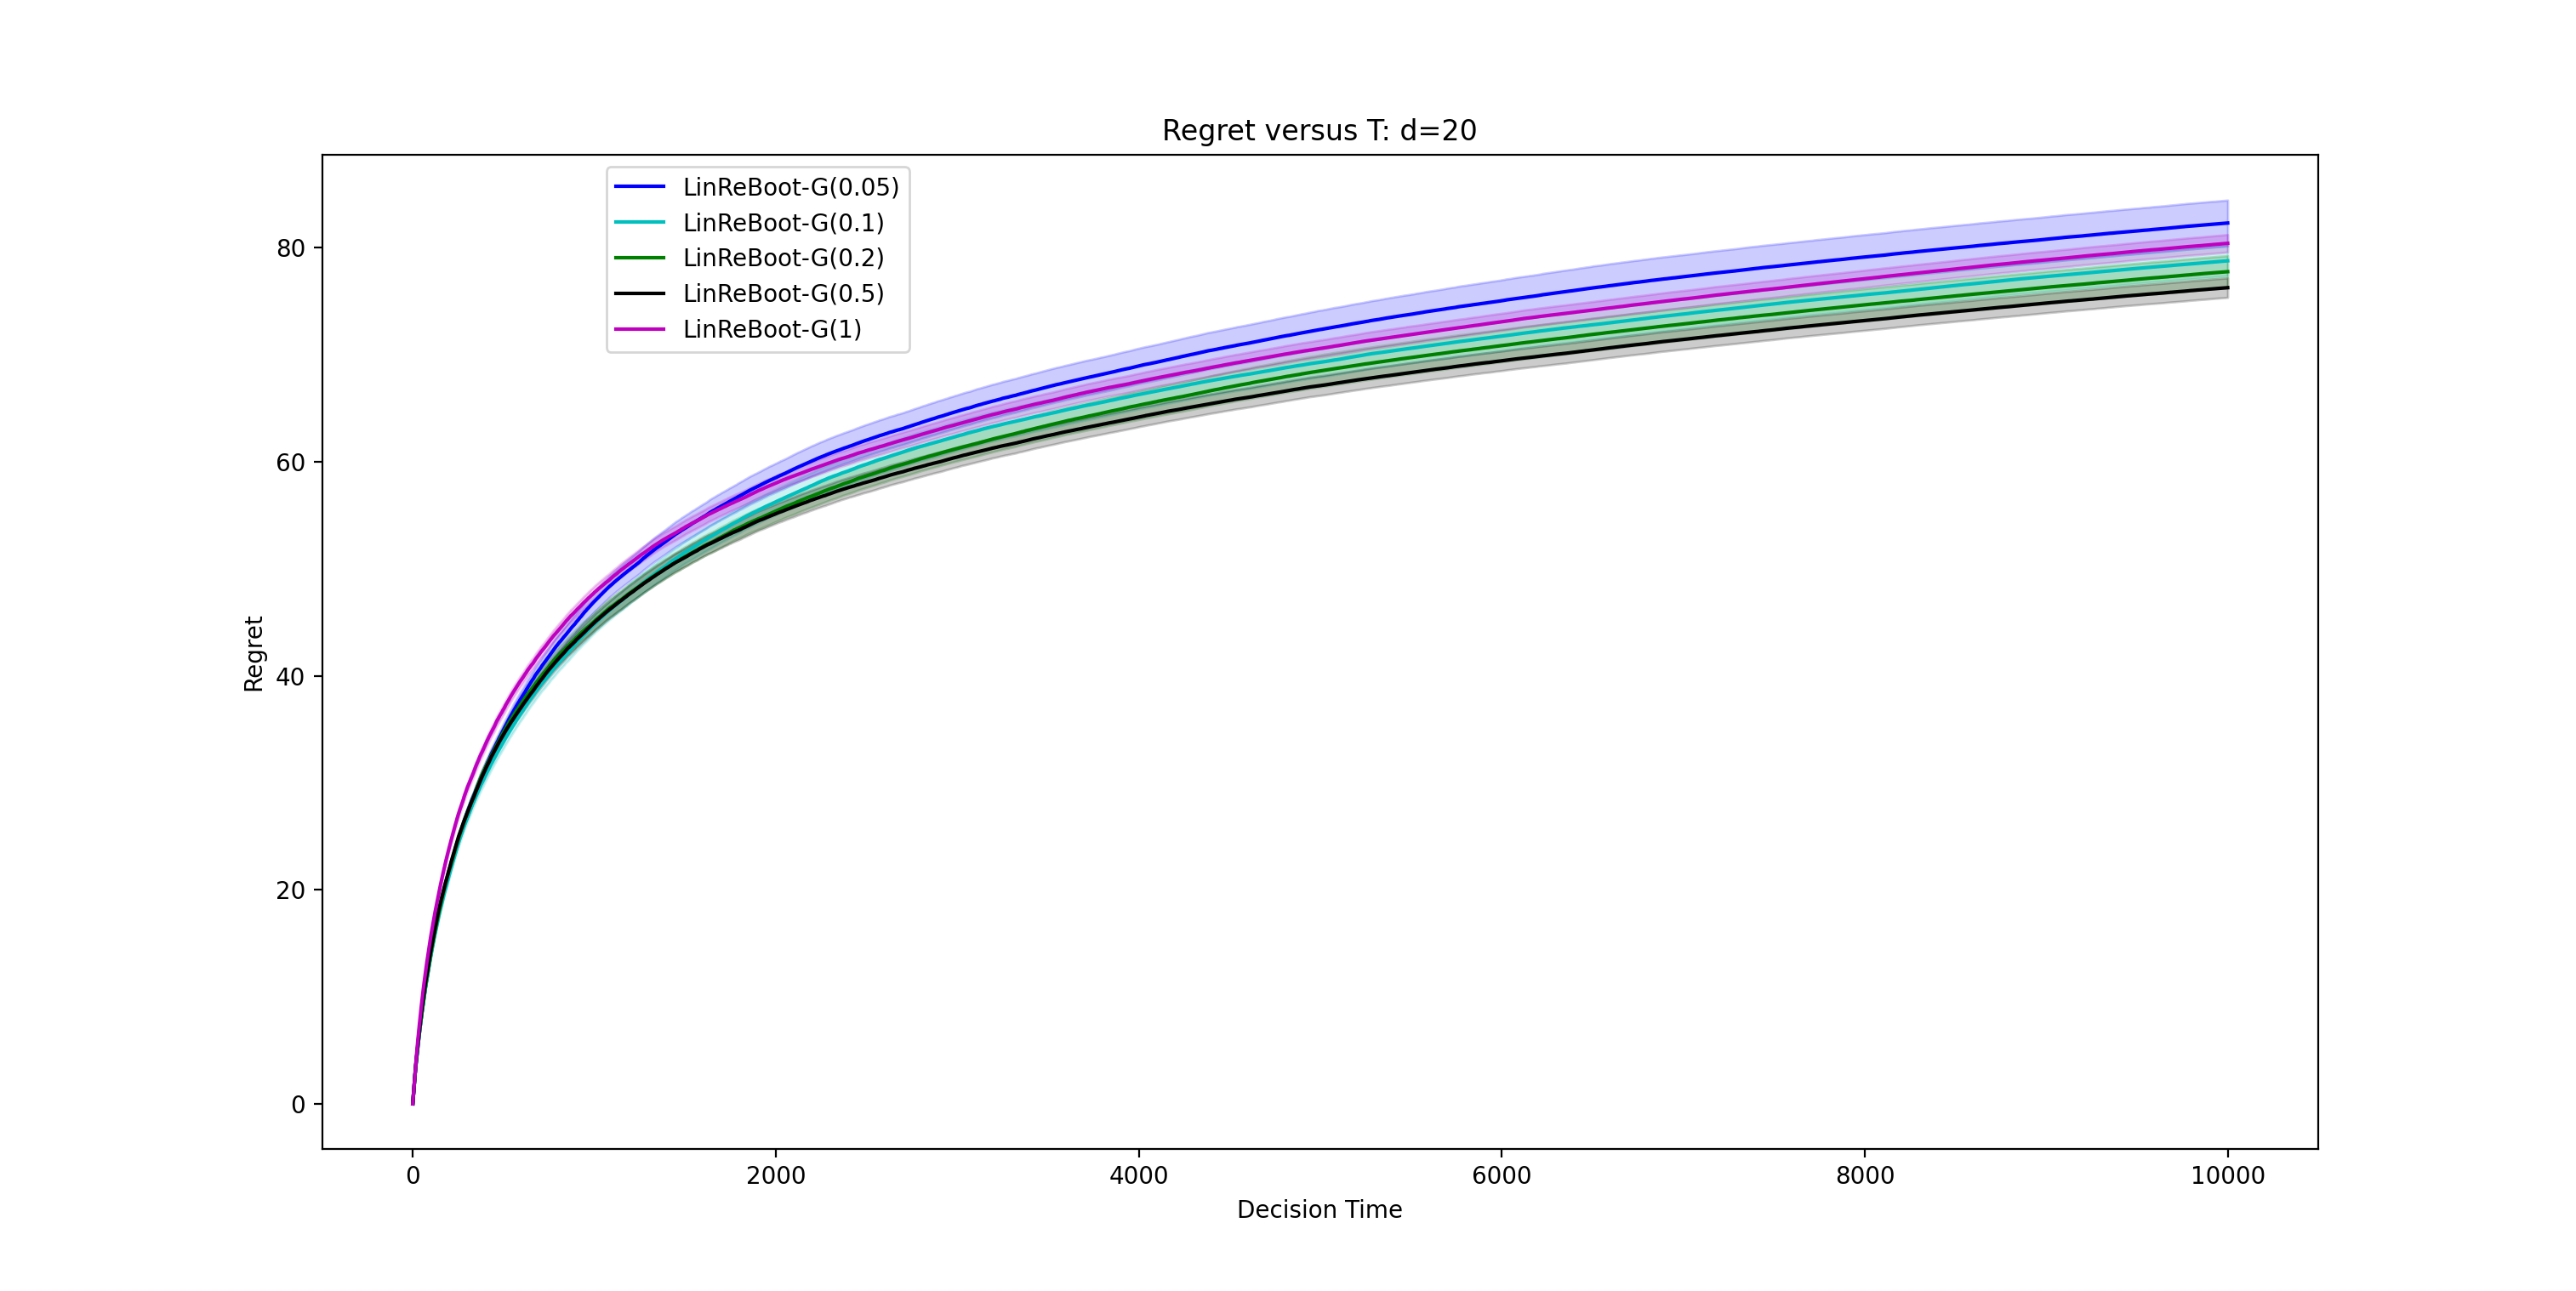 Regret versus T: d=20
LinReBoot-G(0.05)
LinReBoot-G(0.1)
LinReBoot-G(0.2)
LinReBoot-G(0.5)
LinReBoot-G(1)
80
60
40
20
0
Regret
0 2000 4000 6000 8000 10000
Decision Time